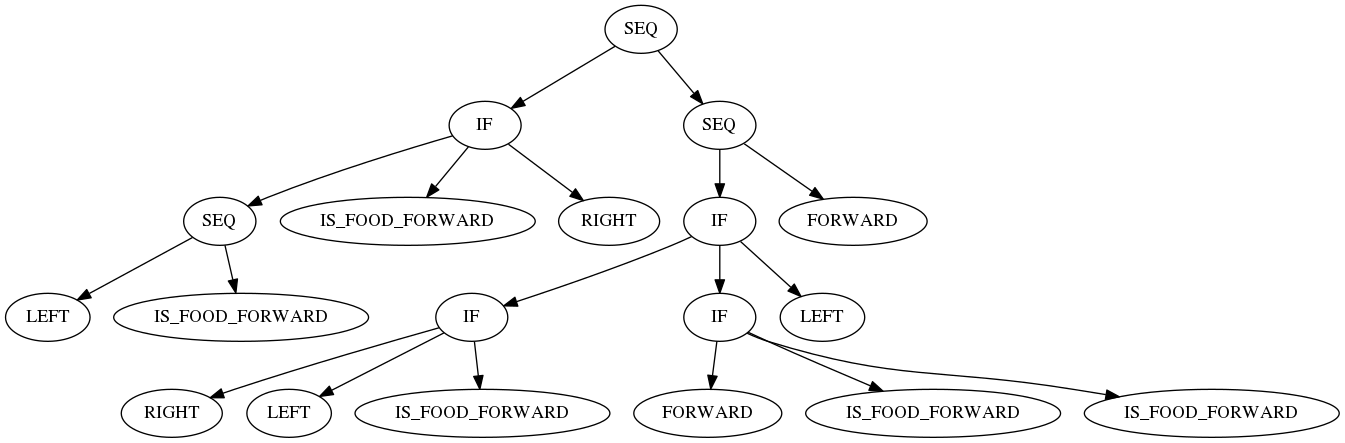 SEQ
IF SEQ
SEQ IS_FOOD_FORWARD RIGHT IF FORWARD
LEFT IS_FOOD_FORWARD IF IF LEFT
RIGHT LEFT IS_FOOD_FORWARD FORWARD IS_FOOD_FORWARD IS_FOOD_FORWARD